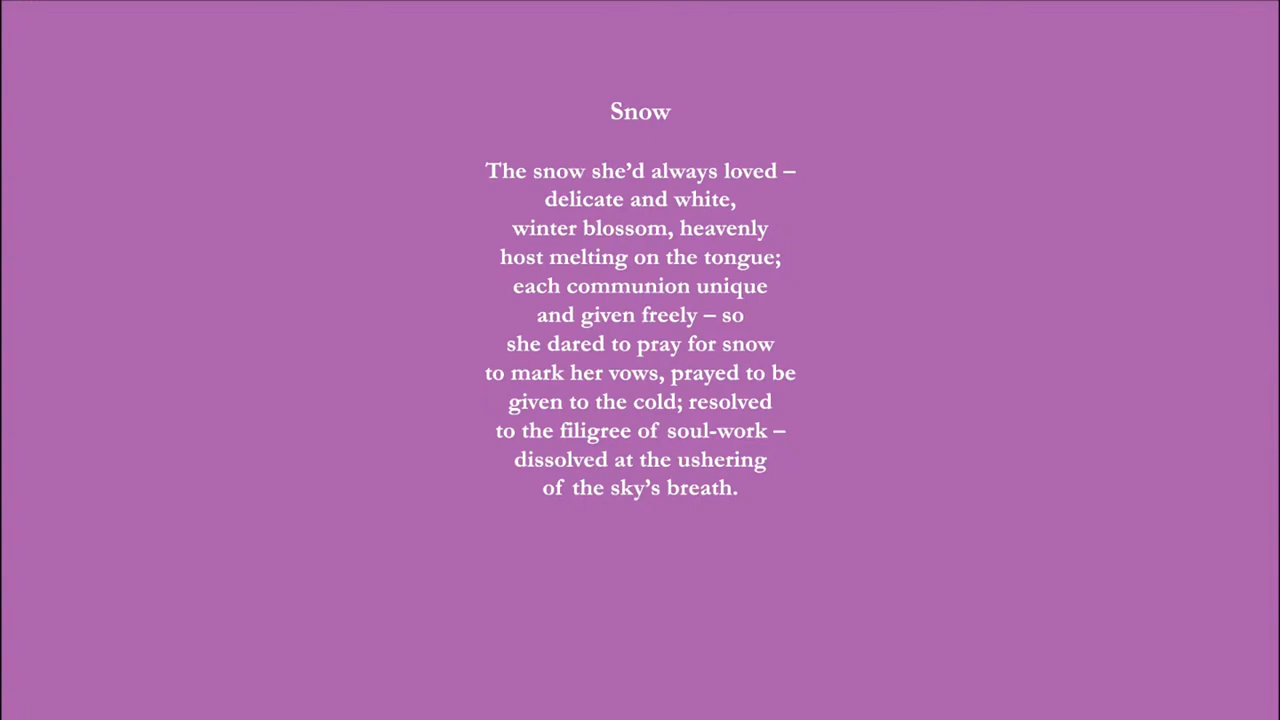 Snow
The snow she’d always loved –
delicate and white,
winter blossom, heavenly
host melting on the tongue;
each communion unique
and given freely – so
she dared to pray for snow
to mark her vows, prayed to be
given to the cold; resolved
to the filigree of soul-work –
dissolved at the ushering
of the sky’s breath.